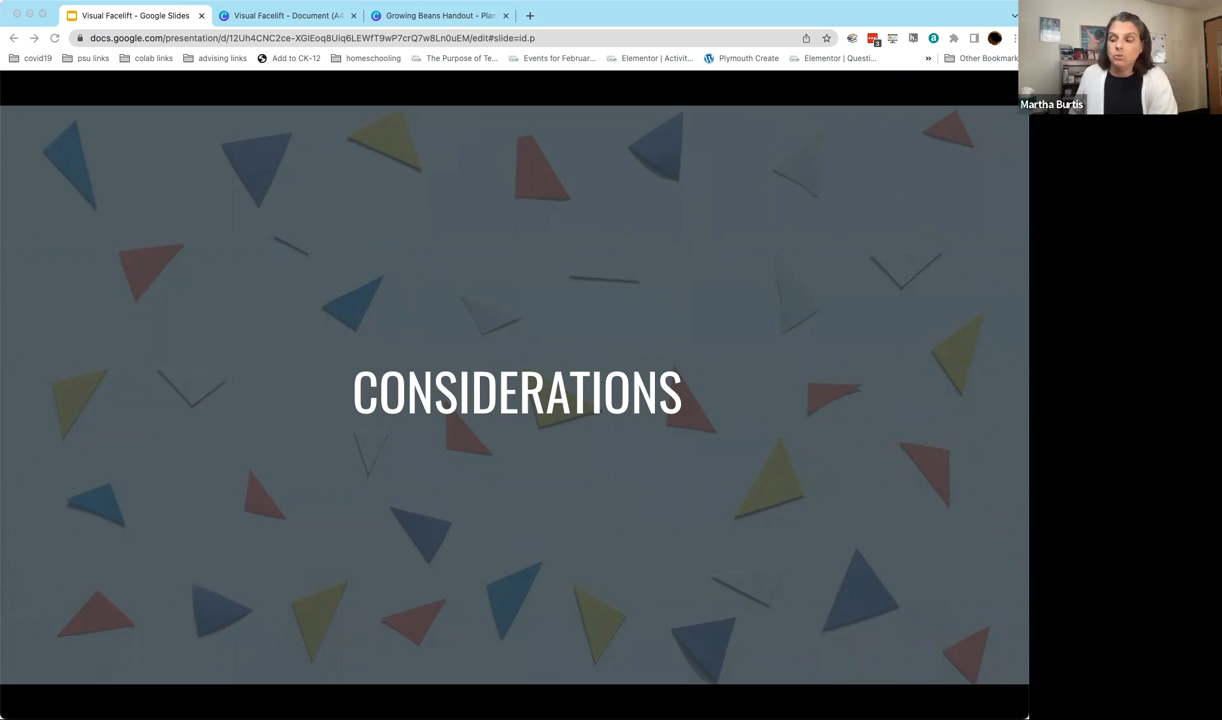 Visual Facelift - Google Slides
Visual Facelift - Document (A4
Growing Beans Handout - Plan
docs.google.com/presentation/d/12Uh4CNC2ce-XGIEoq8Uiq6LEWfT9wP7crQ7w8Ln0uEM/edit#slide=id.p
3
covid19
psu links
colab links
advising links
Add to CK-12
homeschooling
The Purpose of Te...
Events for Februar...
Elementor | Activit...
Plymouth Create
Elementor | Questi...
»
Other Bookmark
Martha Burtis
CONSIDERATIONS